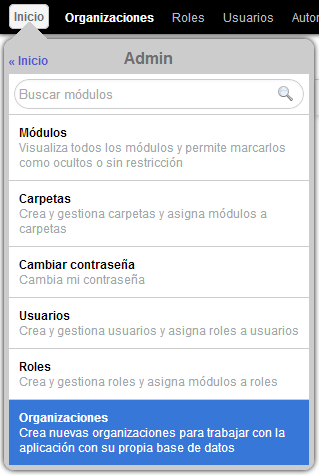 Inicio Organizaciones Roles Usuarios Autor
« Inicio Admin
Buscar módulos
Módulos
Visualiza todos los módulos y permite marcarlos
como ocultos o sin restricción
Carpetas
Crea y gestiona carpetas y asigna módulos a
carpetas
Cambiar contraseña
Cambia mi contraseña
Usuarios
Crea y gestiona usuarios y asigna roles a usuarios
Roles
Crea y gestiona roles y asigna módulos a roles
Organizaciones
Crea nuevas organizaciones para trabajar con la
aplicación con su propia base de datos